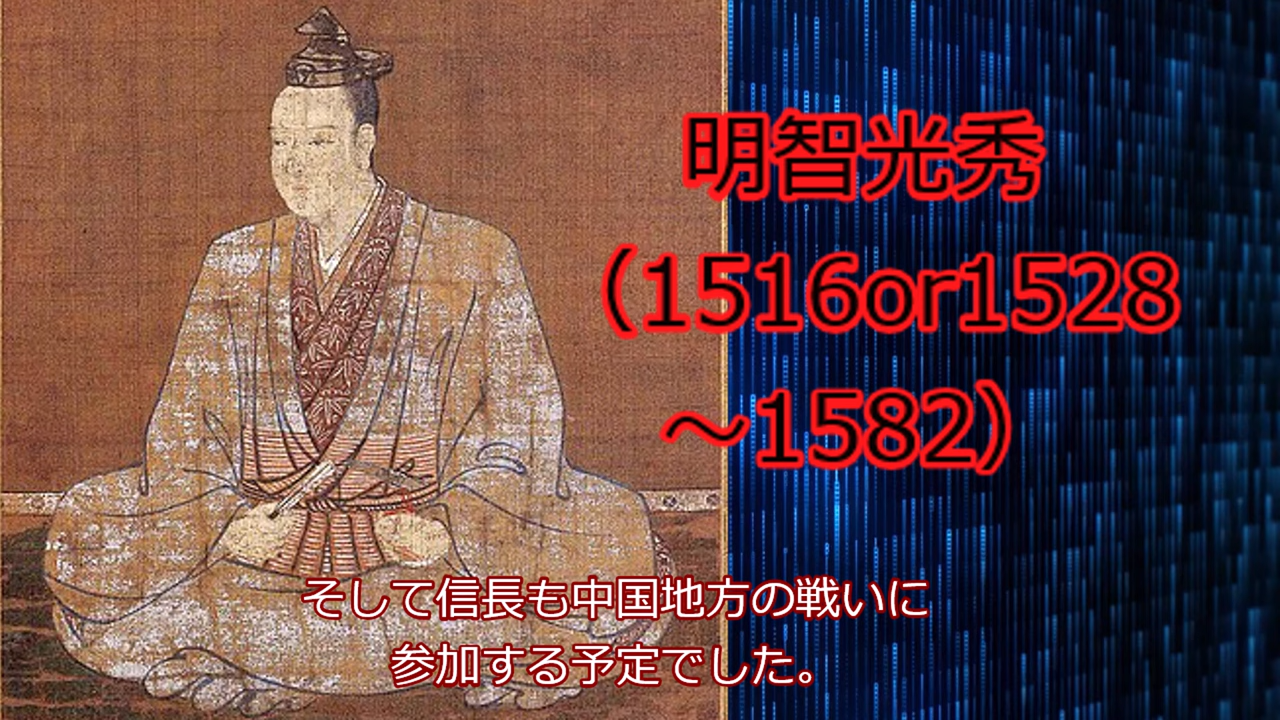 明智光秀
（1516or1528
～1582）
そして信長も中国地方の戦いに
参加する予定でした。